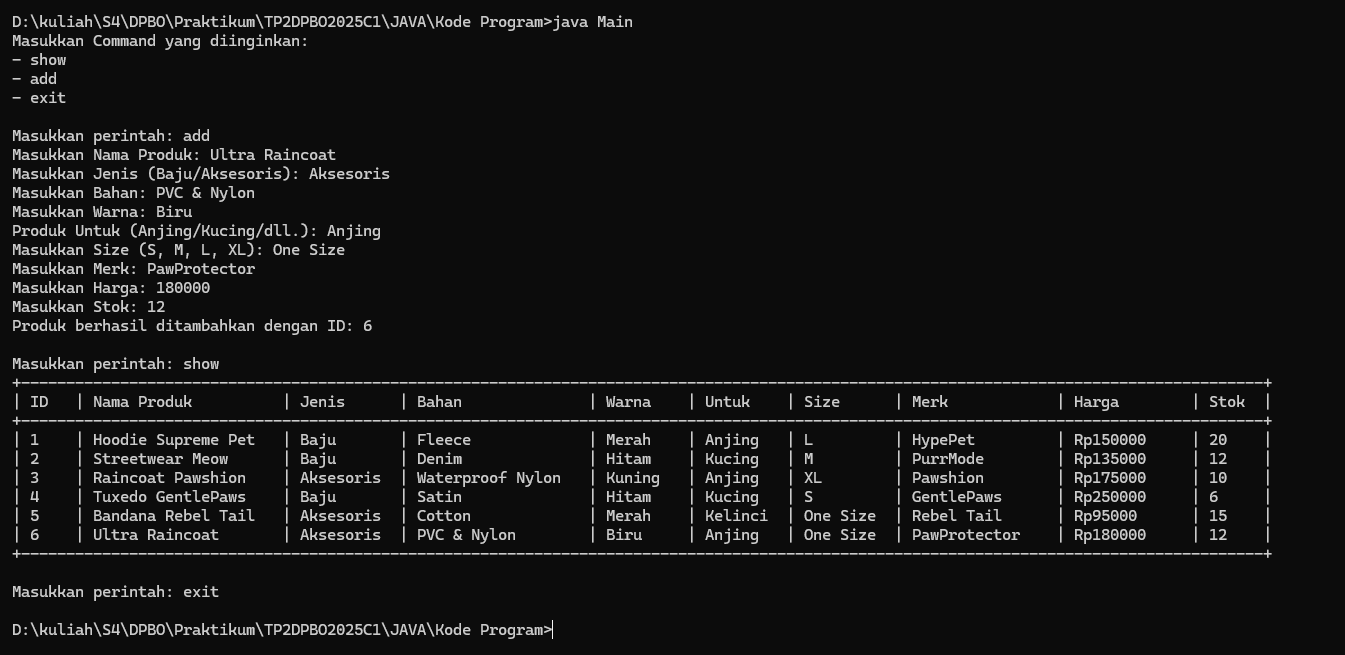 D:\kuliah\S4\DPBO\Praktikum\TP2DPBO2025C1\JAVA\Kode Program>java Main
Masukkan Command yang diinginkan:
- show
- add
- exit
Masukkan perintah: add
Masukkan Nama Produk: Ultra Raincoat
Masukkan Jenis (Baju/Aksesoris): Aksesoris
Masukkan Bahan: PVC & Nylon
Masukkan Warna: Biru
Produk Untuk (Anjing/Kucing/dll.): Anjing
Masukkan Size (S, M, L, XL): One Size
Masukkan Merk: PawProtector
Masukkan Harga: 180000
Masukkan Stok: 12
Produk berhasil ditambahkan dengan ID: 6
Masukkan perintah: show
+------------------------------------------------------------------------------------------------------------------------------------------+
| ID   | Nama Produk          | Jenis      | Bahan              | Warna    | Untuk    | Size      | Merk            | Harga        | Stok  |
+------------------------------------------------------------------------------------------------------------------------------------------+
| 1    | Hoodie Supreme Pet   | Baju       | Fleece             | Merah    | Anjing   | L         | HypePet         | Rp150000     | 20    |
| 2    | Streetwear Meow      | Baju       | Denim              | Hitam    | Kucing   | M         | PurrMode        | Rp135000     | 12    |
| 3    | Raincoat Pawshion    | Aksesoris  | Waterproof Nylon   | Kuning   | Anjing   | XL        | Pawshion        | Rp175000     | 10    |
| 4    | Tuxedo GentlePaws    | Baju       | Satin              | Hitam    | Kucing   | S         | GentlePaws      | Rp250000     | 6     |
| 5    | Bandana Rebel Tail   | Aksesoris  | Cotton             | Merah    | Kelinci  | One Size  | Rebel Tail      | Rp95000      | 15    |
| 6    | Ultra Raincoat       | Aksesoris  | PVC & Nylon        | Biru     | Anjing   | One Size  | PawProtector    | Rp180000     | 12    |
+------------------------------------------------------------------------------------------------------------------------------------------+
Masukkan perintah: exit
D:\kuliah\S4\DPBO\Praktikum\TP2DPBO2025C1\JAVA\Kode Program>